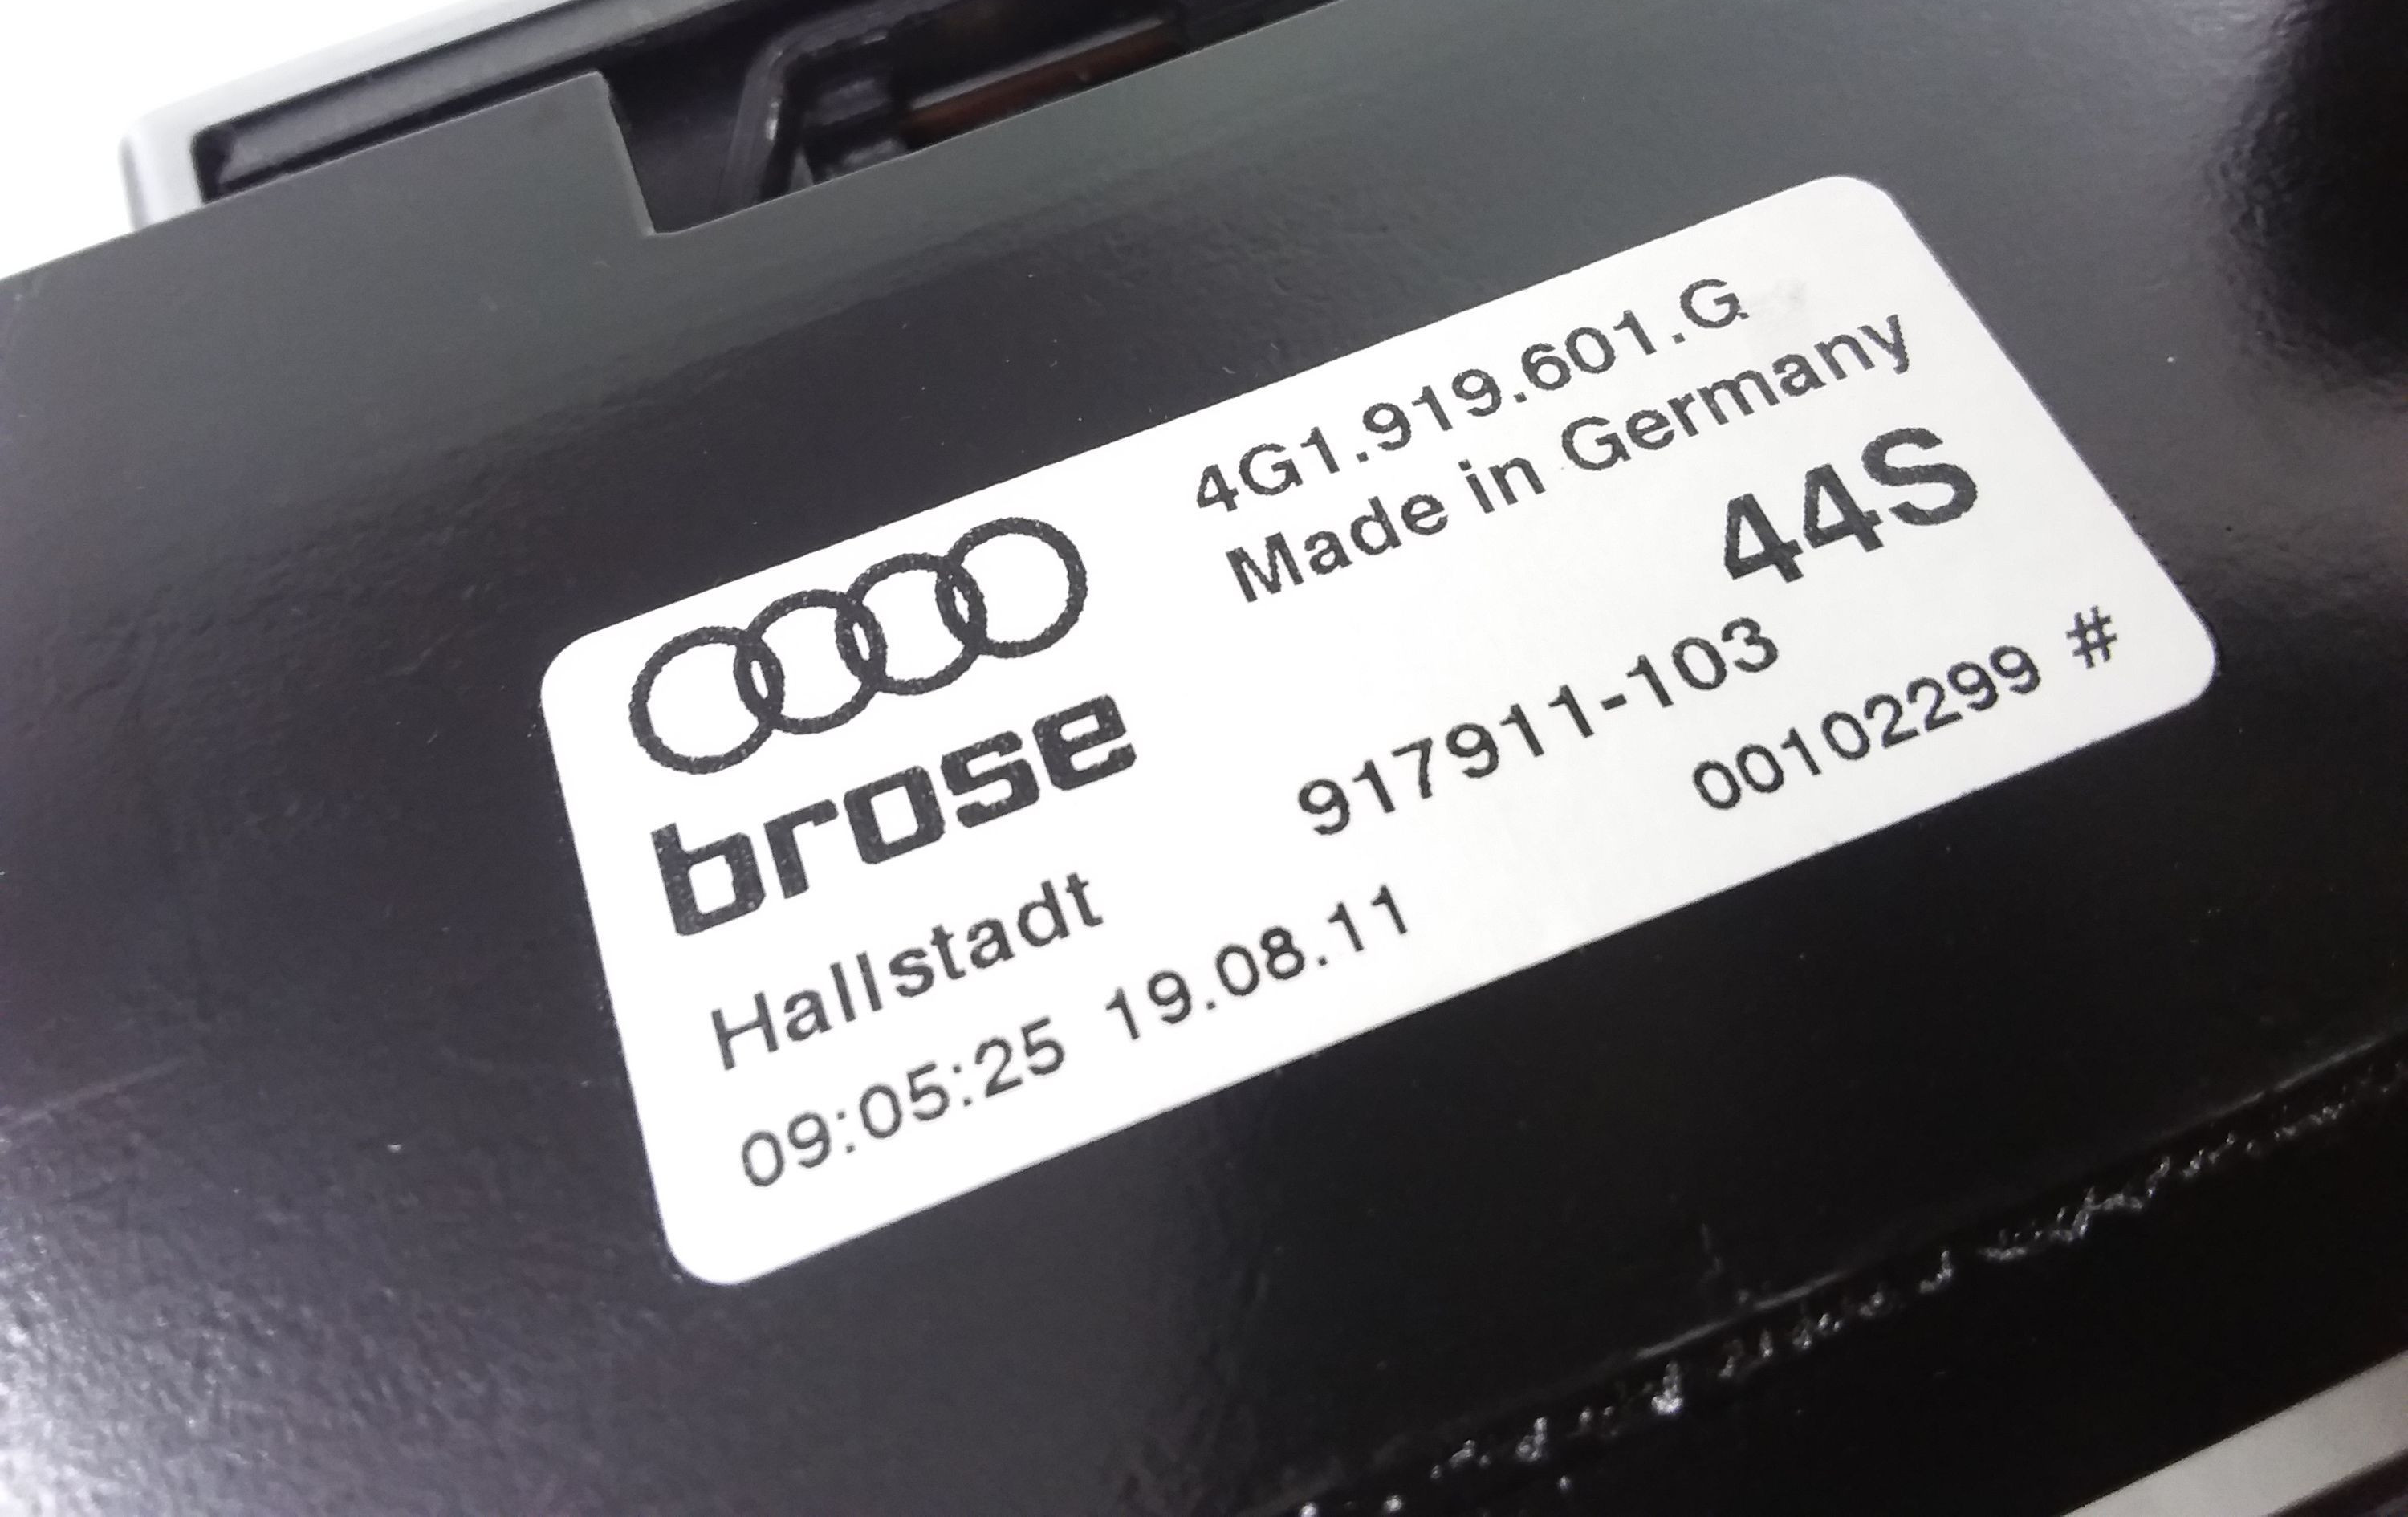 4G1.919.601.G
Made in Germany
44S
brose
917911-103
Hallstadt
00102299 #
09:05:25 19.08.11